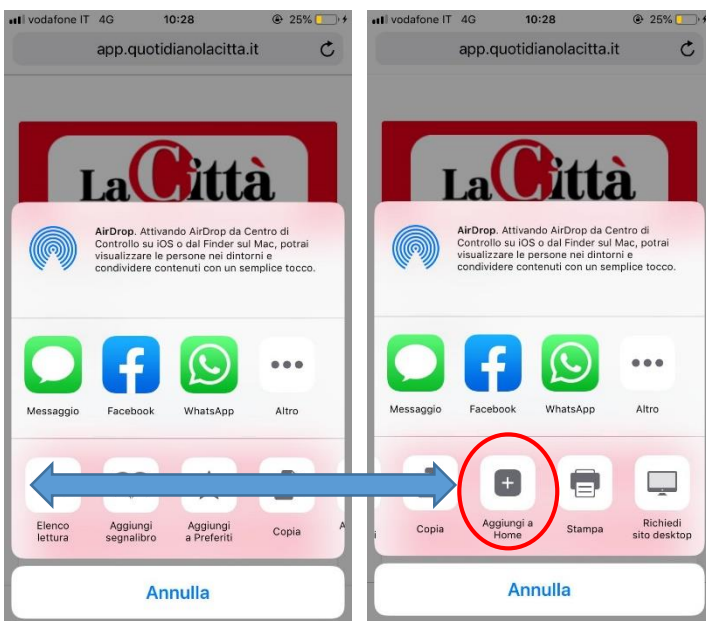 vodafone IT 4G 10:28 25%
app.quotidianolacitta.it
La Città
AirDrop. Attivando AirDrop da Centro di
Controllo su iOS o dal Finder sul Mac, potrai
visualizzare le persone nei dintorni e
condividere contenuti con un semplice tocco.
Messaggio Facebook WhatsApp Altro
Elenco
lettura
Aggiungi
segnalibro
Aggiungi
a Preferiti
Copia
A
Annulla
vodafone IT 4G 10:28 25%
app.quotidianolacitta.it
La Città
AirDrop. Attivando AirDrop da Centro di
Controllo su iOS o dal Finder sul Mac, potrai
visualizzare le persone nei dintorni e
condividere contenuti con un semplice tocco.
Messaggio Facebook WhatsApp Altro
i
Copia
Aggiungi a
Home
Stampa
Richiedi
sito desktop
Annulla